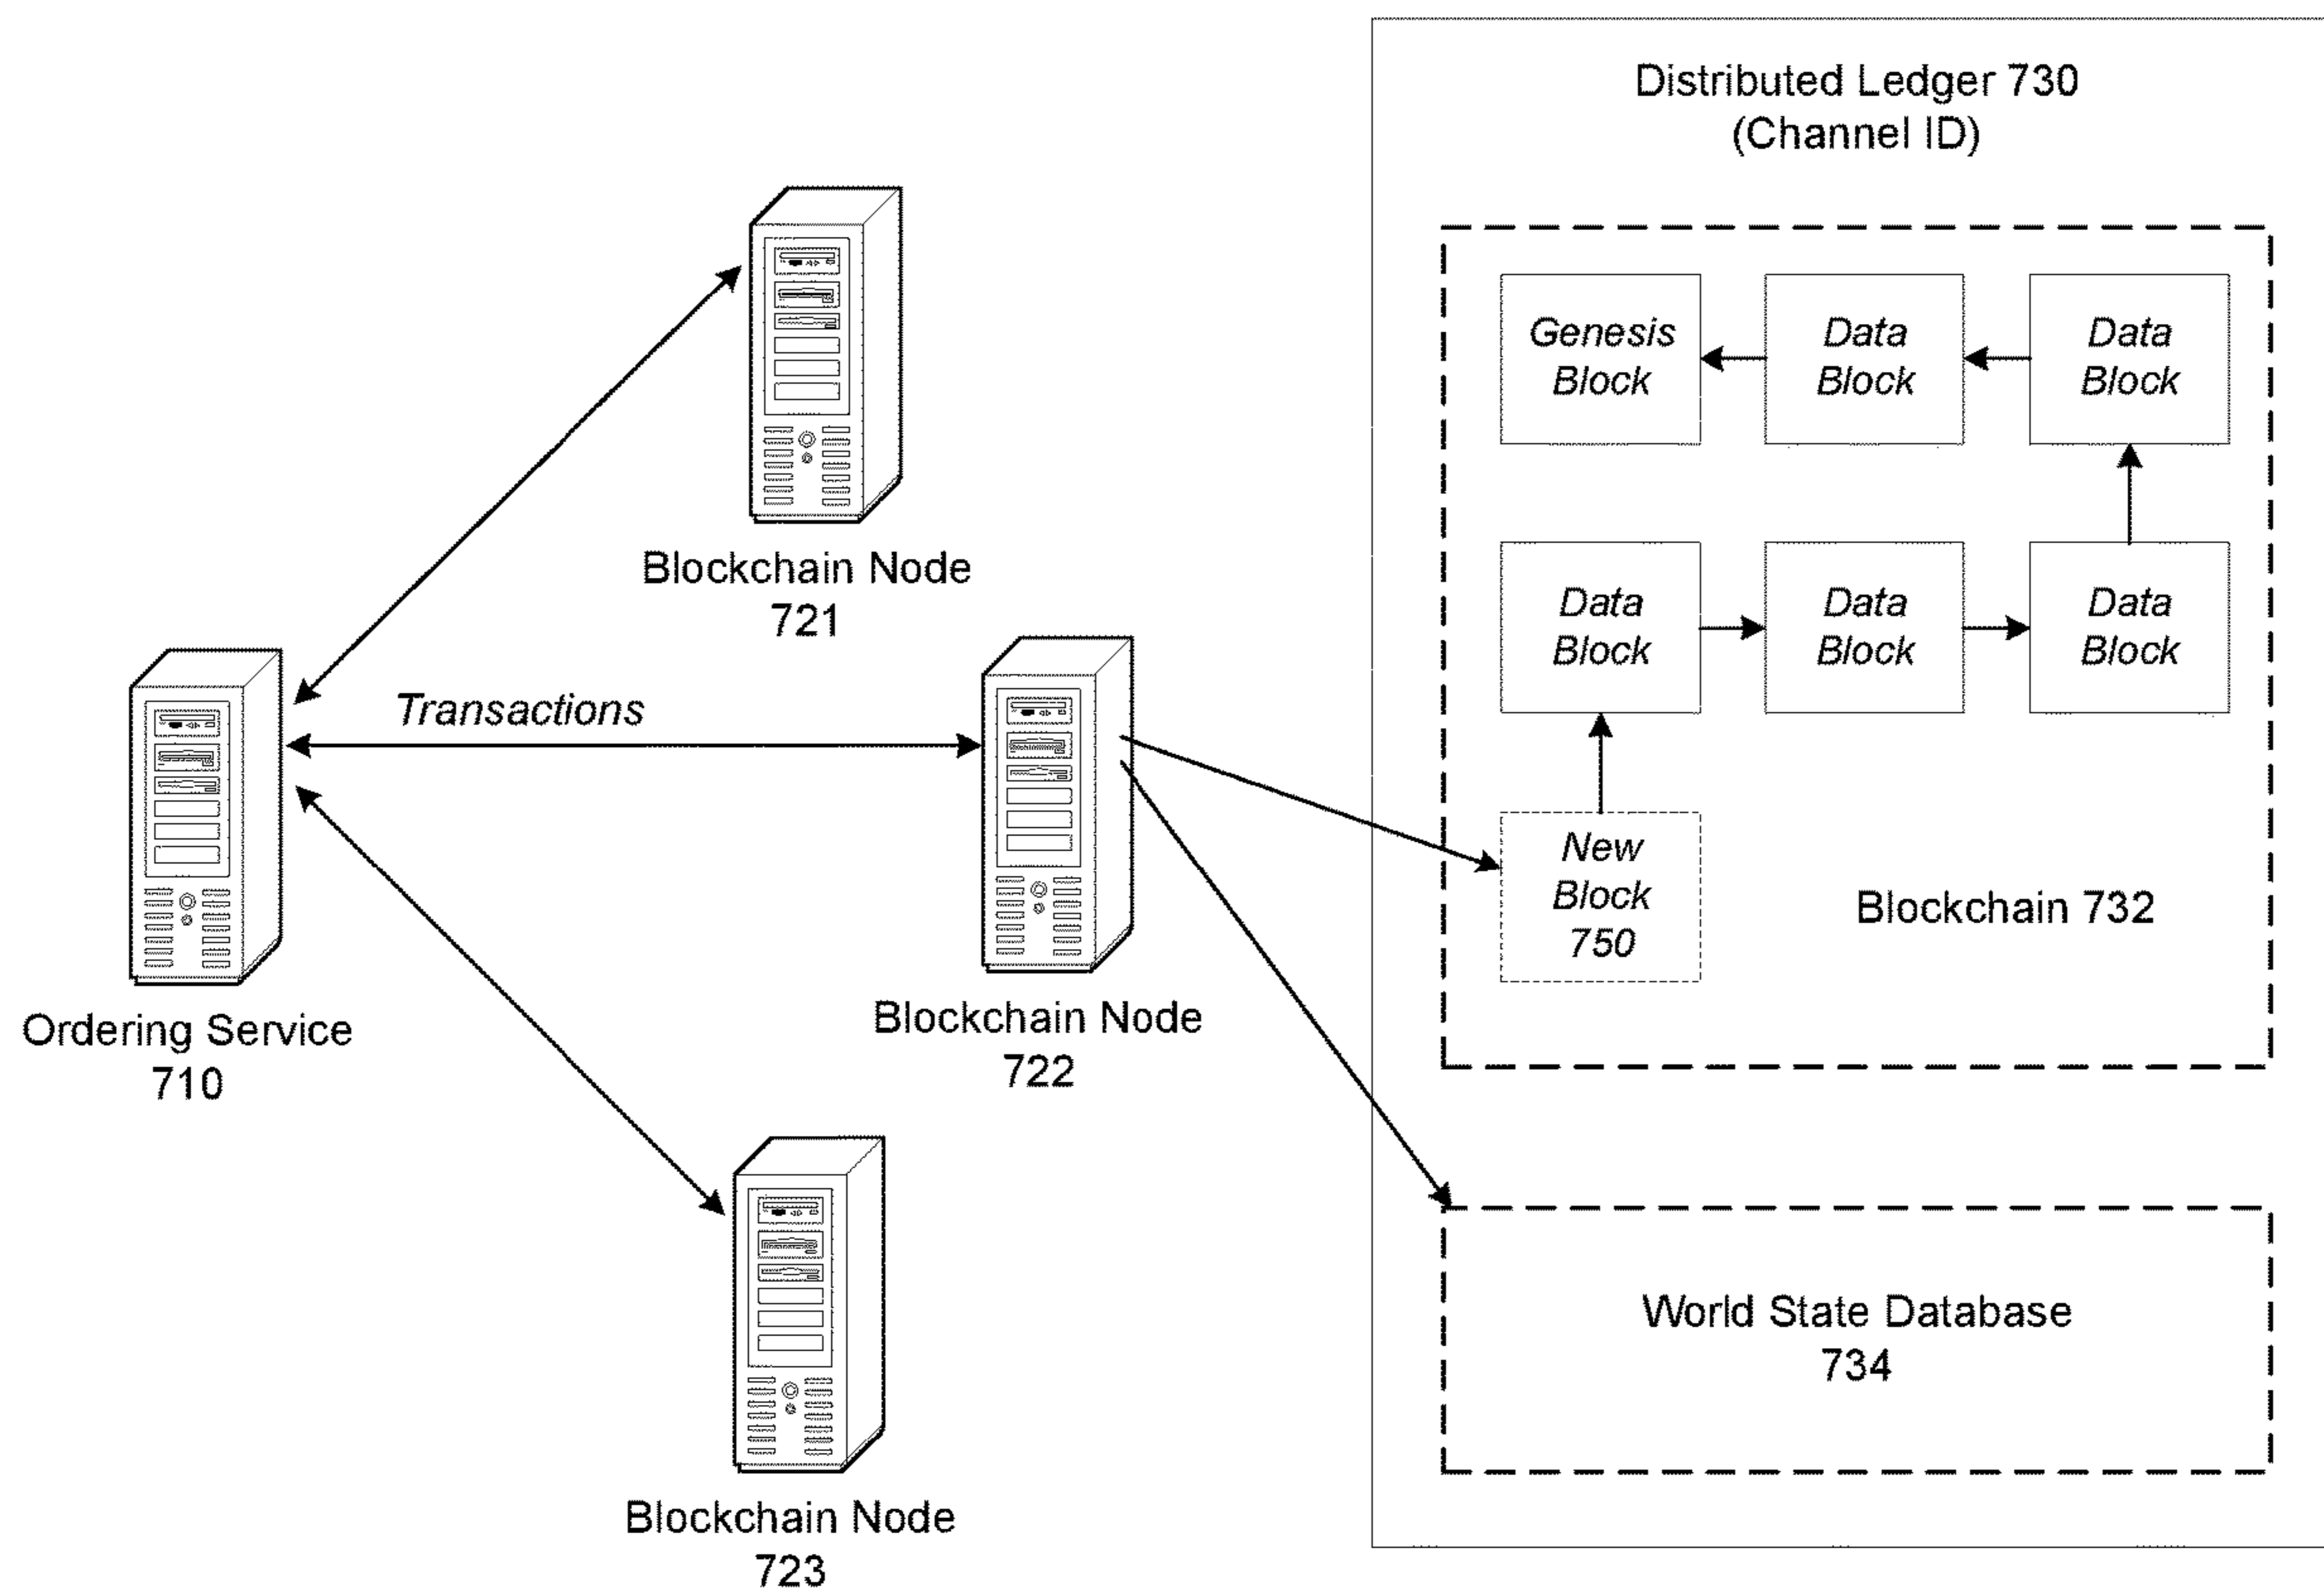 Distributed Ledger 730
(Channel ID)
Genesis
Block
Data
Block
Data
Block
Blockchain Node
721
Data
Block
Data
Block
Data
Block
Transactions
New
Block
750
Blockchain 732
Ordering Service
710
Blockchain Node
722
World State Database
734
Blockchain Node
723